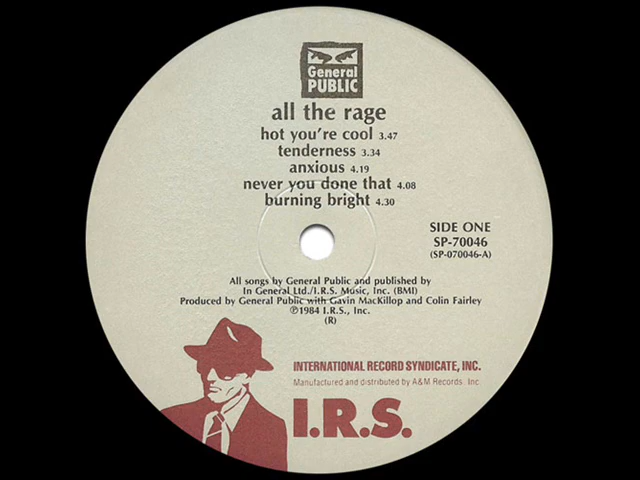 General
PUBLIC
all the rage
hot you're cool 3.47
tenderness 3.34
anxious 4.19
never you done that 4.08
burning bright 4.30
SIDE ONE
SP-70046
(SP-070046-A)
All songs by General Public and published by
In General Ltd./I.R.S. Music, Inc. (BMI)
Produced by General Public with Gavin MacKillop and Colin Fairley
℗1984 I.R.S., Inc.
(R)
INTERNATIONAL RECORD SYNDICATE, INC.
Manufactured and distributed by A&M Records, Inc.
I.R.S.